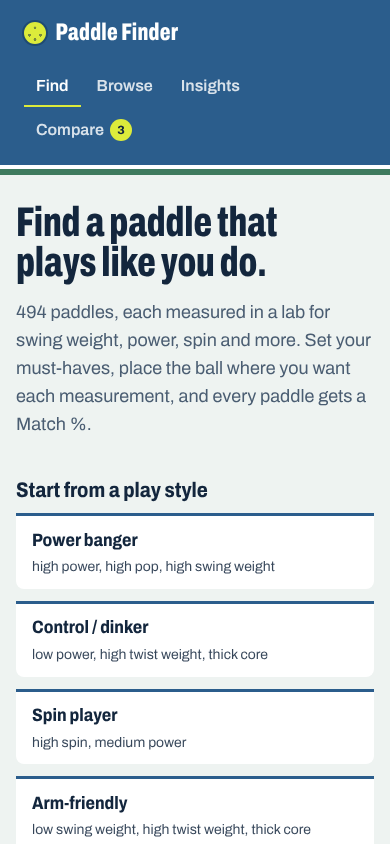 Paddle Finder
Find Browse Insights
Compare 3
Find a paddle that
plays like you do.
494 paddles, each measured in a lab for
swing weight, power, spin and more. Set your
must-haves, place the ball where you want
each measurement, and every paddle gets a
Match %.
Start from a play style
Power banger
high power, high pop, high swing weight
Control / dinker
low power, high twist weight, thick core
Spin player
high spin, medium power
Arm-friendly
low swing weight, high twist weight, thick core